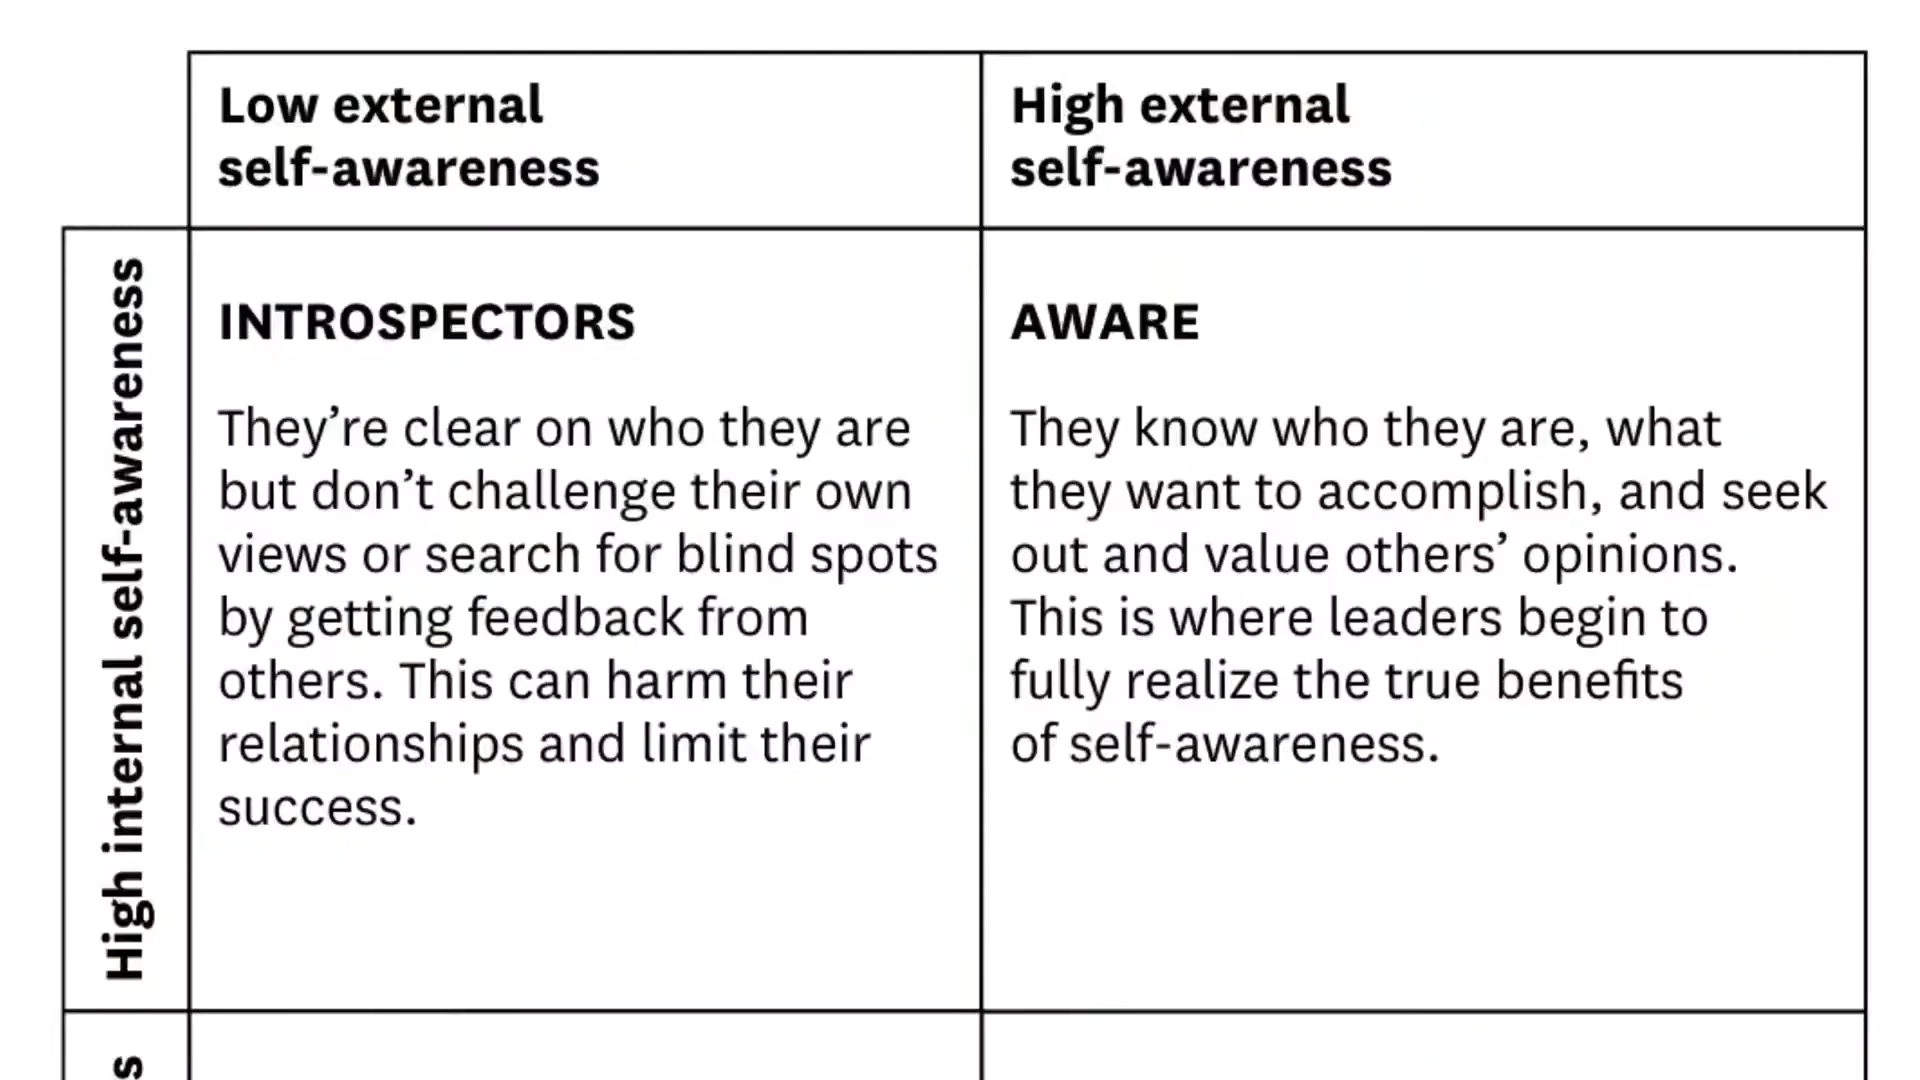 Low external
self-awareness
High external
self-awareness
High internal self-awareness
INTROSPECTORS
They’re clear on who they are
but don’t challenge their own
views or search for blind spots
by getting feedback from
others. This can harm their
relationships and limit their
success.
AWARE
They know who they are, what
they want to accomplish, and seek
out and value others’ opinions.
This is where leaders begin to
fully realize the true benefits
of self-awareness.